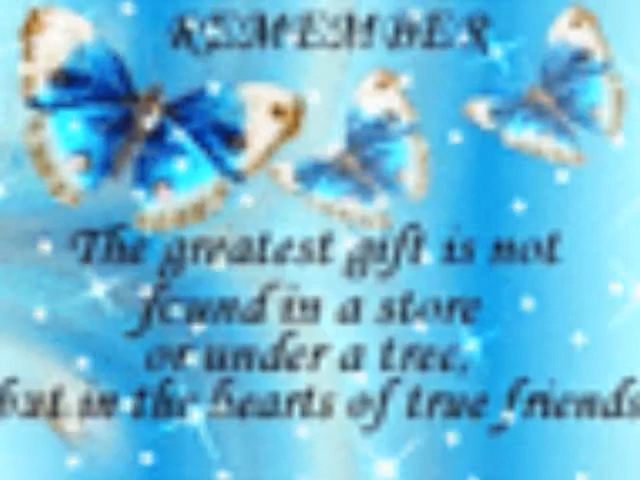 REMEMBER
The greatest gift is not
found in a store
or under a tree,
but in the hearts of true friends